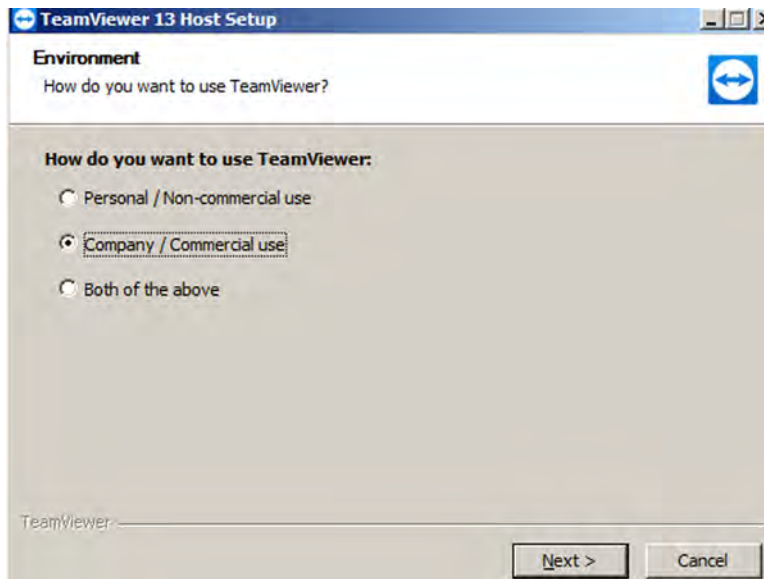 TeamViewer 13 Host Setup
Environment
How do you want to use TeamViewer?
How do you want to use TeamViewer:
Personal / Non-commercial use
Company / Commercial use
Both of the above
TeamViewer
Next >
Cancel